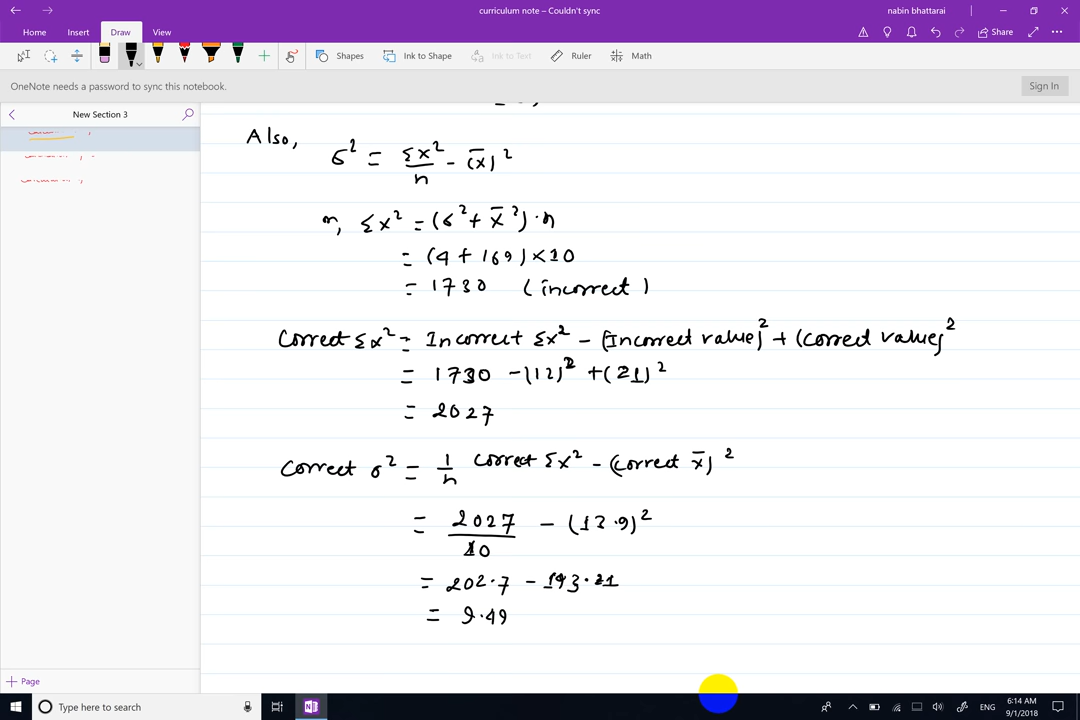 curriculum note – Couldn't sync
nabin bhattarai
Home Insert Draw View
Share
Shapes Ink to Shape Ink to Text Ruler Math
OneNote needs a password to sync this notebook.
Sign In
New Section 3
Also,
σ² = Σx²/n - (x̅)²
or, Σx² = (σ² + x̅²)·n
= (4 + 169) × 10
= 1730 (incorrect)
Correct Σx² = Incorrect Σx² - (Incorrect value)² + (Correct value)²
= 1730 - (12)² + (21)²
= 2027
Correct σ² = 1/n correct Σx² - (correct x̅)²
= 2027/10 - (13.9)²
= 202.7 - 193.21
= 9.49
+ Page
Type here to search
ENG
6:14 AM
9/1/2018